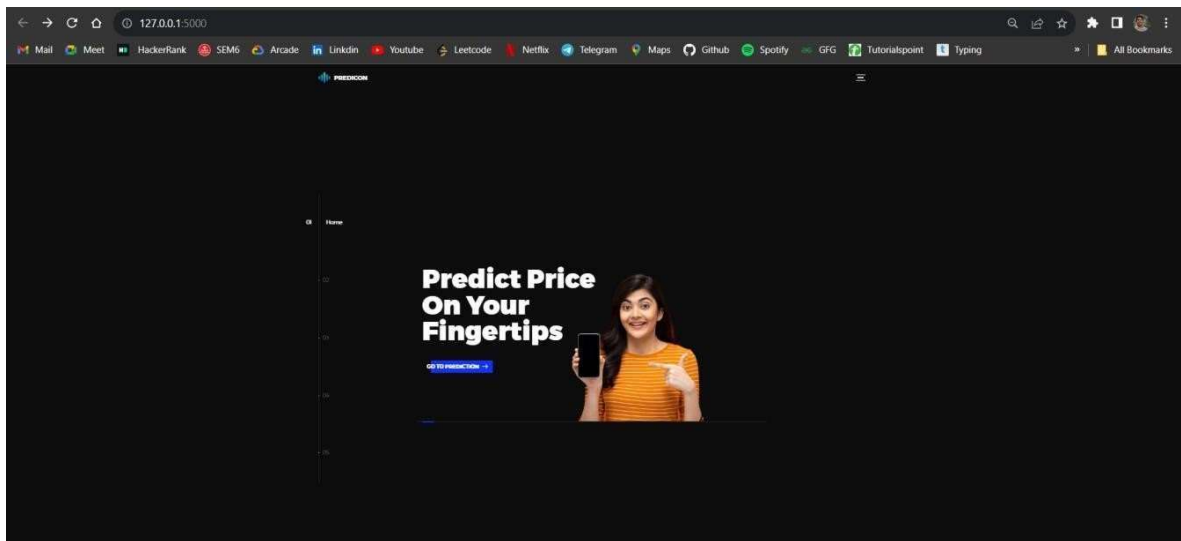 127.0.0.1:5000
Mail Meet HackerRank SEM6 Arcade Linkdin Youtube Leetcode Netflix Telegram Maps Github Spotify GFG Tutorialspoint Typing » All Bookmarks
PREDICON
01 Home
02
Predict Price
On Your
Fingertips
03
GO TO PREDICTION →
04
05